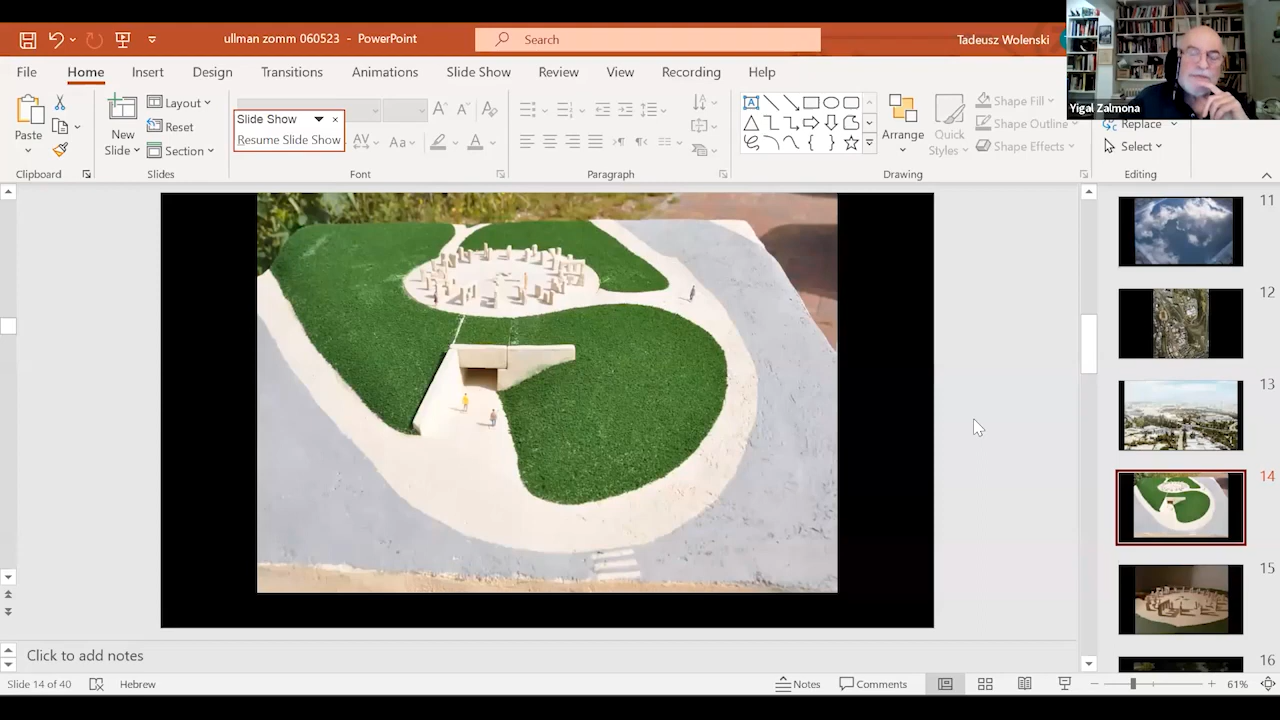 ullman zomm 060523 - PowerPoint
Search
Tadeusz Wolenski
Yigal Zalmona
File Home Insert Design Transitions Animations Slide Show Review View Recording Help
Paste
Clipboard
New
Slide
Layout
Reset
Section
Slides
Slide Show
Resume Slide Show
Aa
Font
Paragraph
Arrange
Quick
Styles
Shape Fill
Shape Outline
Shape Effects
Drawing
Replace
Select
Editing
11
12
13
14
15
16
Click to add notes
Slide 14 of 40
Hebrew
Notes
Comments
61%